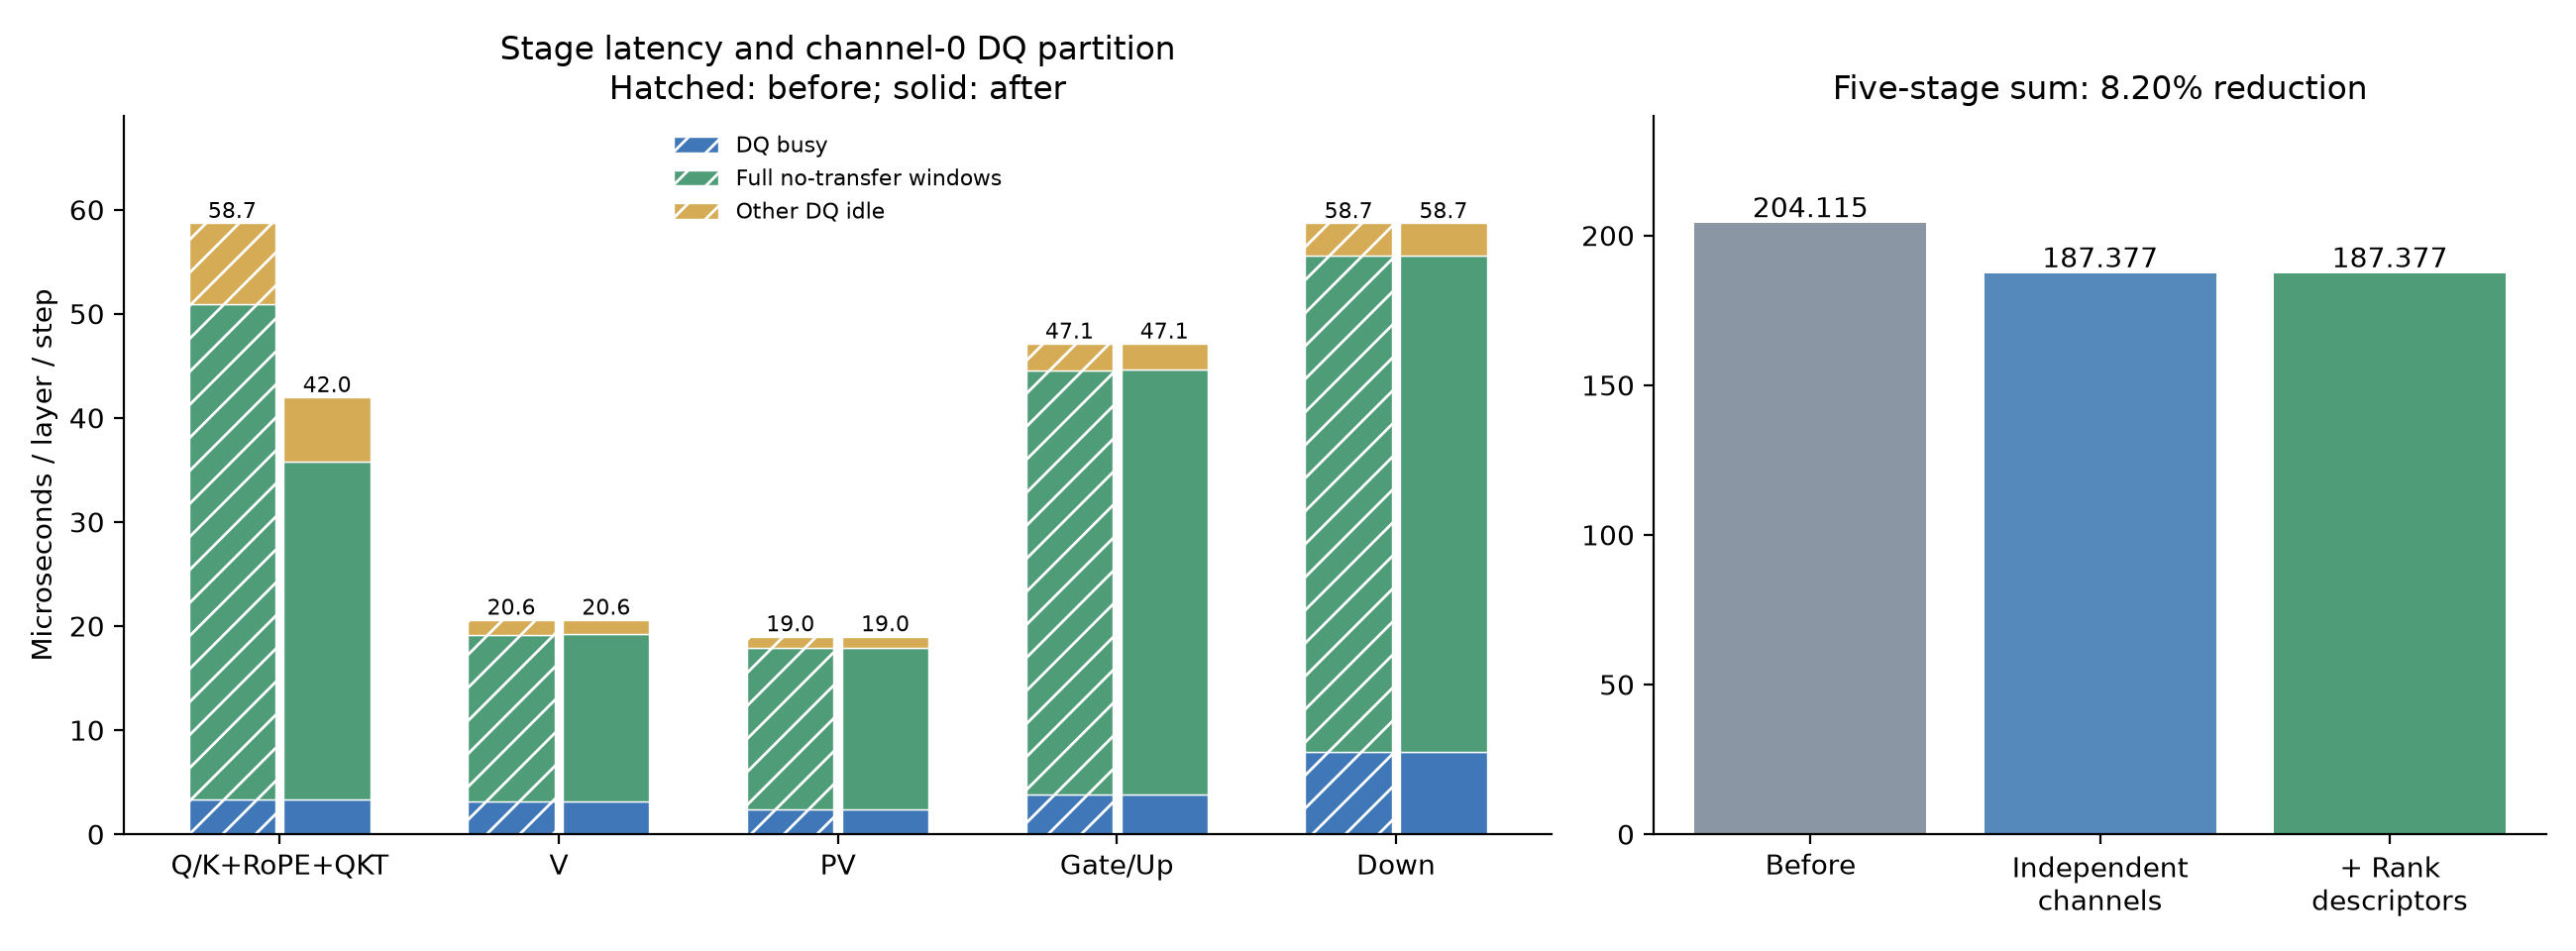 Stage latency and channel-0 DQ partition
Hatched: before; solid: after
DQ busy
Full no-transfer windows
Other DQ idle
Microseconds / layer / step
60
50
40
30
20
10
0
58.7
42.0
20.6
20.6
19.0
19.0
47.1
47.1
58.7
58.7
Q/K+RoPE+QKT
V
PV
Gate/Up
Down
Five-stage sum: 8.20% reduction
200
150
100
50
0
204.115
187.377
187.377
Before
Independent
channels
+ Rank
descriptors